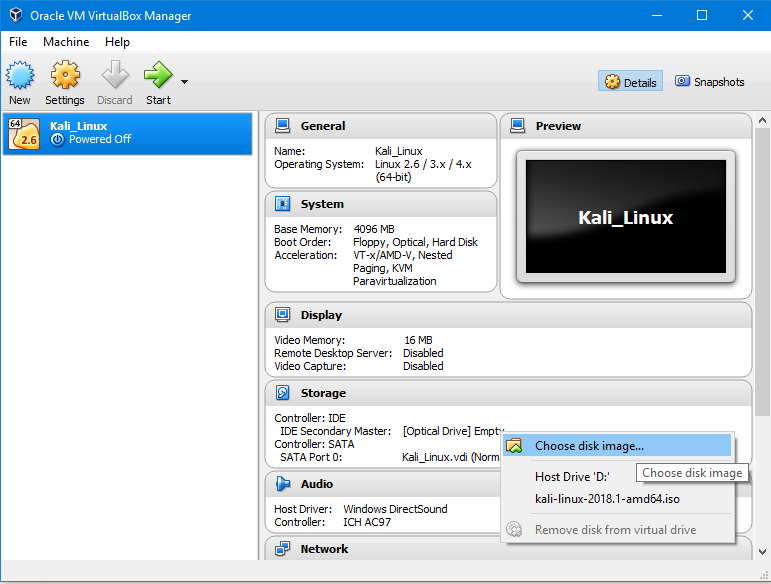 Oracle VM VirtualBox Manager
File Machine Help
New Settings Discard Start Details Snapshots
64 2.6 Kali_Linux
Powered Off
General
Name: Kali_Linux
Operating System: Linux 2.6 / 3.x / 4.x
(64-bit)
Preview
Kali_Linux
System
Base Memory: 4096 MB
Boot Order: Floppy, Optical, Hard Disk
Acceleration: VT-x/AMD-V, Nested
Paging, KVM
Paravirtualization
Display
Video Memory: 16 MB
Remote Desktop Server: Disabled
Video Capture: Disabled
Storage
Controller: IDE
IDE Secondary Master: [Optical Drive] Empty
Controller: SATA
SATA Port 0: Kali_Linux.vdi (Norm
Choose disk image...
Choose disk image
Host Drive 'D:'
kali-linux-2018.1-amd64.iso
Remove disk from virtual drive
Audio
Host Driver: Windows DirectSound
Controller: ICH AC97
Network